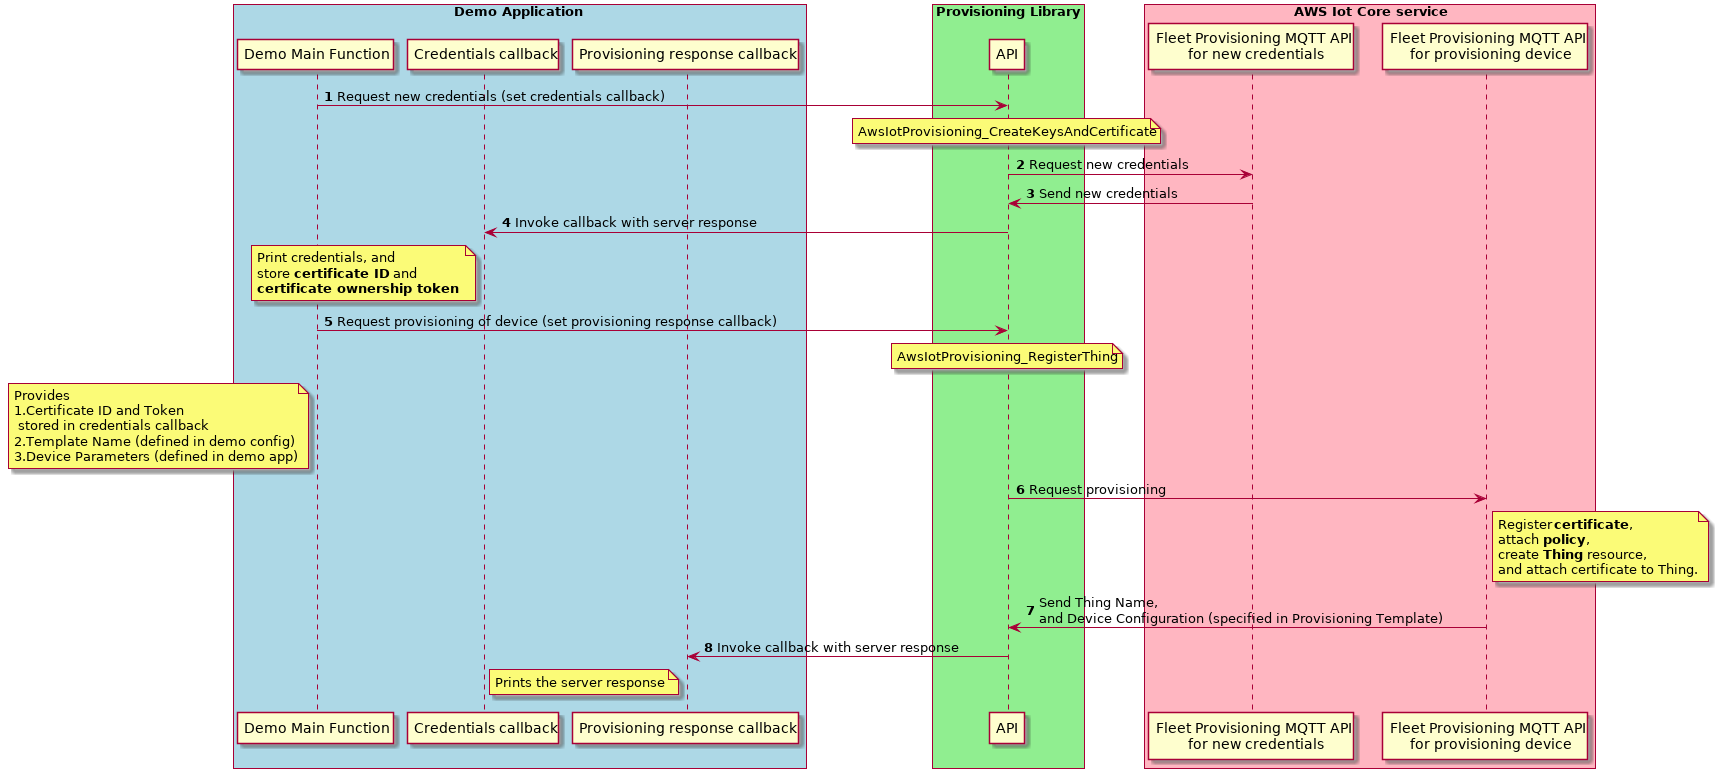 Demo Application
Provisioning Library
AWS Iot Core service
Demo Main Function
Credentials callback
Provisioning response callback
API
Fleet Provisioning MQTT API
for new credentials
Fleet Provisioning MQTT API
for provisioning device
1 Request new credentials (set credentials callback)
AwsIotProvisioning_CreateKeysAndCertificate
2 Request new credentials
3 Send new credentials
4 Invoke callback with server response
Print credentials, and
store certificate ID and
certificate ownership token
5 Request provisioning of device (set provisioning response callback)
AwsIotProvisioning_RegisterThing
Provides
1.Certificate ID and Token
stored in credentials callback
2.Template Name (defined in demo config)
3.Device Parameters (defined in demo app)
6 Request provisioning
Register certificate,
attach policy,
create Thing resource,
and attach certificate to Thing.
7 Send Thing Name,
and Device Configuration (specified in Provisioning Template)
8 Invoke callback with server response
Prints the server response
Demo Main Function
Credentials callback
Provisioning response callback
API
Fleet Provisioning MQTT API
for new credentials
Fleet Provisioning MQTT API
for provisioning device